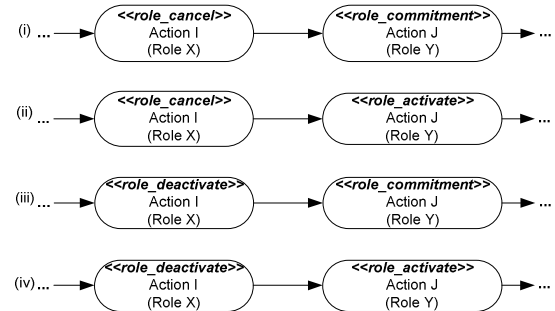 <<role_cancel>> <<role_commitment>>
(i) ... Action I Action J ...
(Role X) (Role Y)
<<role_cancel>> <<role_activate>>
(ii) ... Action I Action J ...
(Role X) (Role Y)
<<role_deactivate>> <<role_commitment>>
(iii) ... Action I Action J ...
(Role X) (Role Y)
<<role_deactivate>> <<role_activate>>
(iv) ... Action I Action J ...
(Role X) (Role Y)